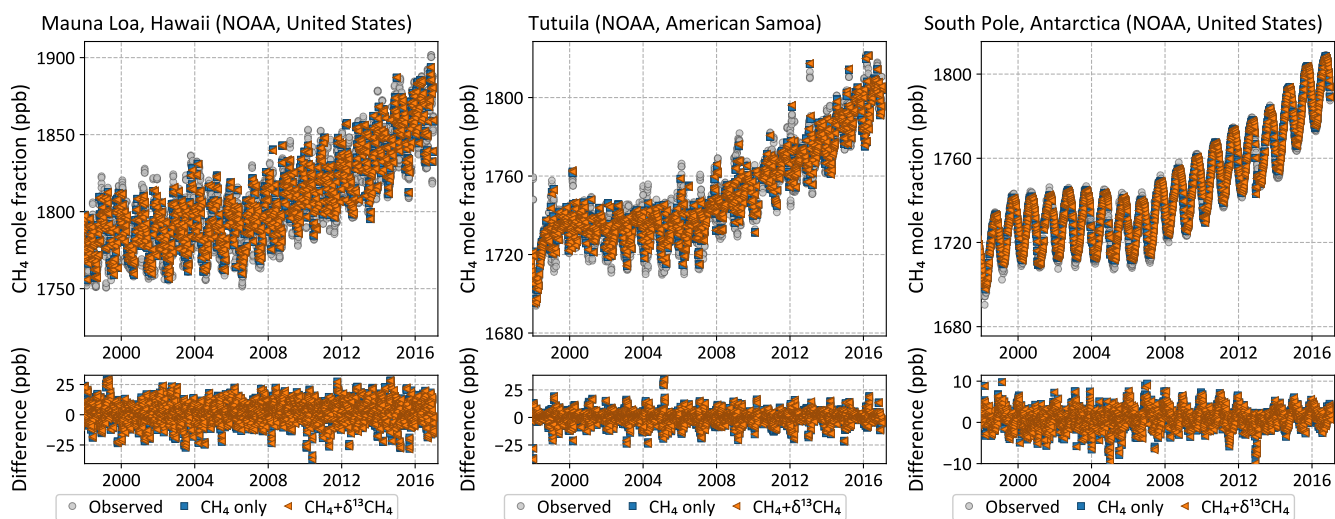 Mauna Loa, Hawaii (NOAA, United States)
CH₄ mole fraction (ppb)
1900
1850
1800
1750
2000 2004 2008 2012 2016
Difference (ppb)
25
0
−25
2000 2004 2008 2012 2016
Observed CH₄ only CH₄+δ¹³CH₄
Tutuila (NOAA, American Samoa)
CH₄ mole fraction (ppb)
1800
1760
1720
1680
2000 2004 2008 2012 2016
Difference (ppb)
25
0
−25
2000 2004 2008 2012 2016
Observed CH₄ only CH₄+δ¹³CH₄
South Pole, Antarctica (NOAA, United States)
CH₄ mole fraction (ppb)
1800
1760
1720
1680
2000 2004 2008 2012 2016
Difference (ppb)
10
0
−10
2000 2004 2008 2012 2016
Observed CH₄ only CH₄+δ¹³CH₄